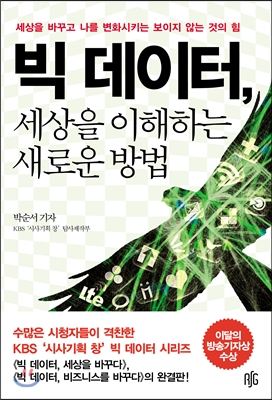 세상을 바꾸고 나를 변화시키는 보이지 않는 것의 힘
빅 데이터,
세상을 이해하는
새로운 방법
박순서 기자
KBS ‘시사기획 창’ 탐사제작부
lte
수많은 시청자들이 격찬한
KBS ‘시사기획 창’ 빅 데이터 시리즈
〈빅 데이터, 세상을 바꾸다〉,
〈빅 데이터, 비즈니스를 바꾸다〉의 완결판!
이달의
방송기자상
수상